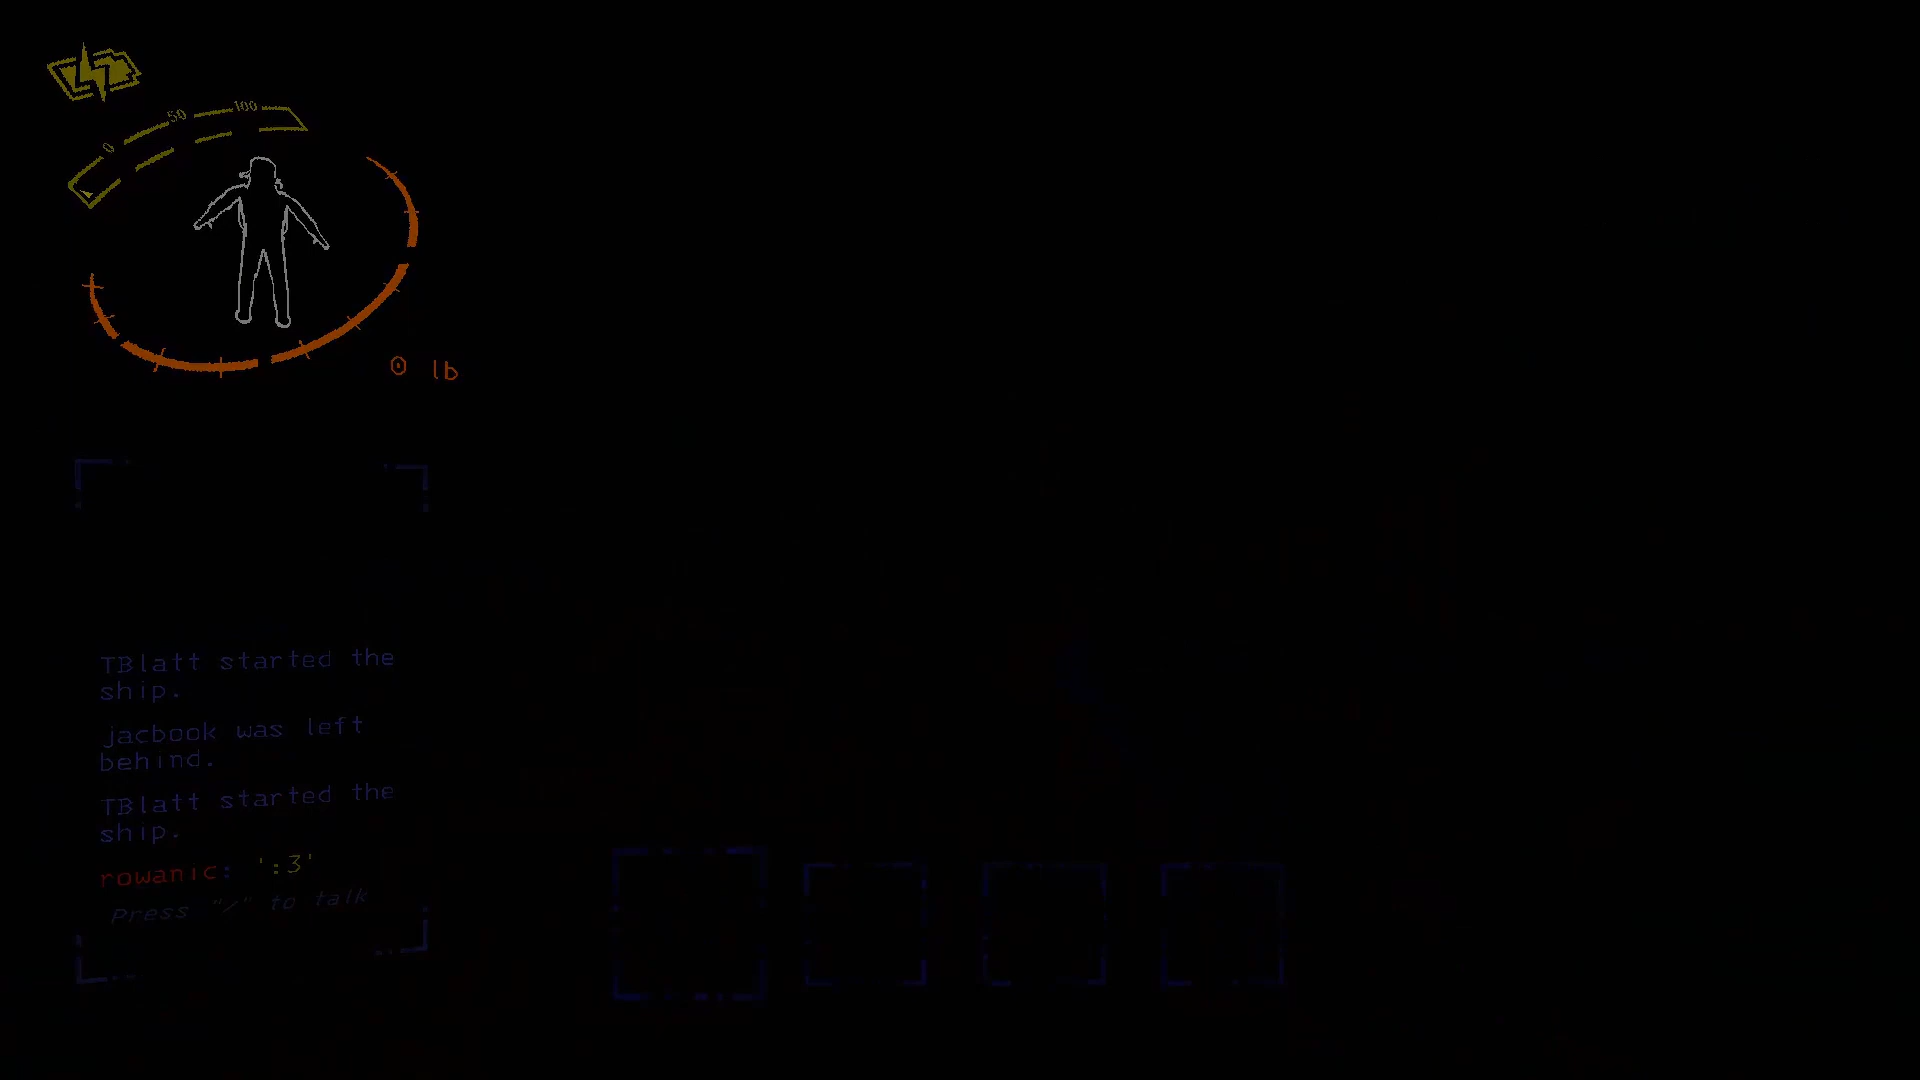 0 50 100
0 lb
TBlatt started the
ship.
jacbook was left
behind.
TBlatt started the
ship.
rowanic: ':3'
Press "/" to talk